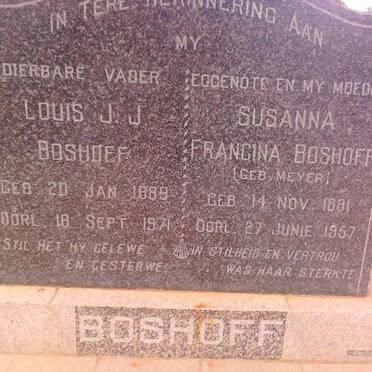 IN TERE HERINNERING AAN
MY
DIERBARE VADER
LOUIS J. J.
BOSHOFF
GEB. 20 JAN. 1889
OORL. 18 SEPT. 1971
STIL HET HY GELEWE
EN GESTERWE
EGGENOTE EN MY MOEDE
SUSANNA
FRANCINA BOSHOFF
(GEB. MEYER)
GEB. 14 NOV. 1881
OORL. 27 JUNIE 1957
IN STILHEID EN VERTROU
WAS HAAR STERKTE
BOSHOFF